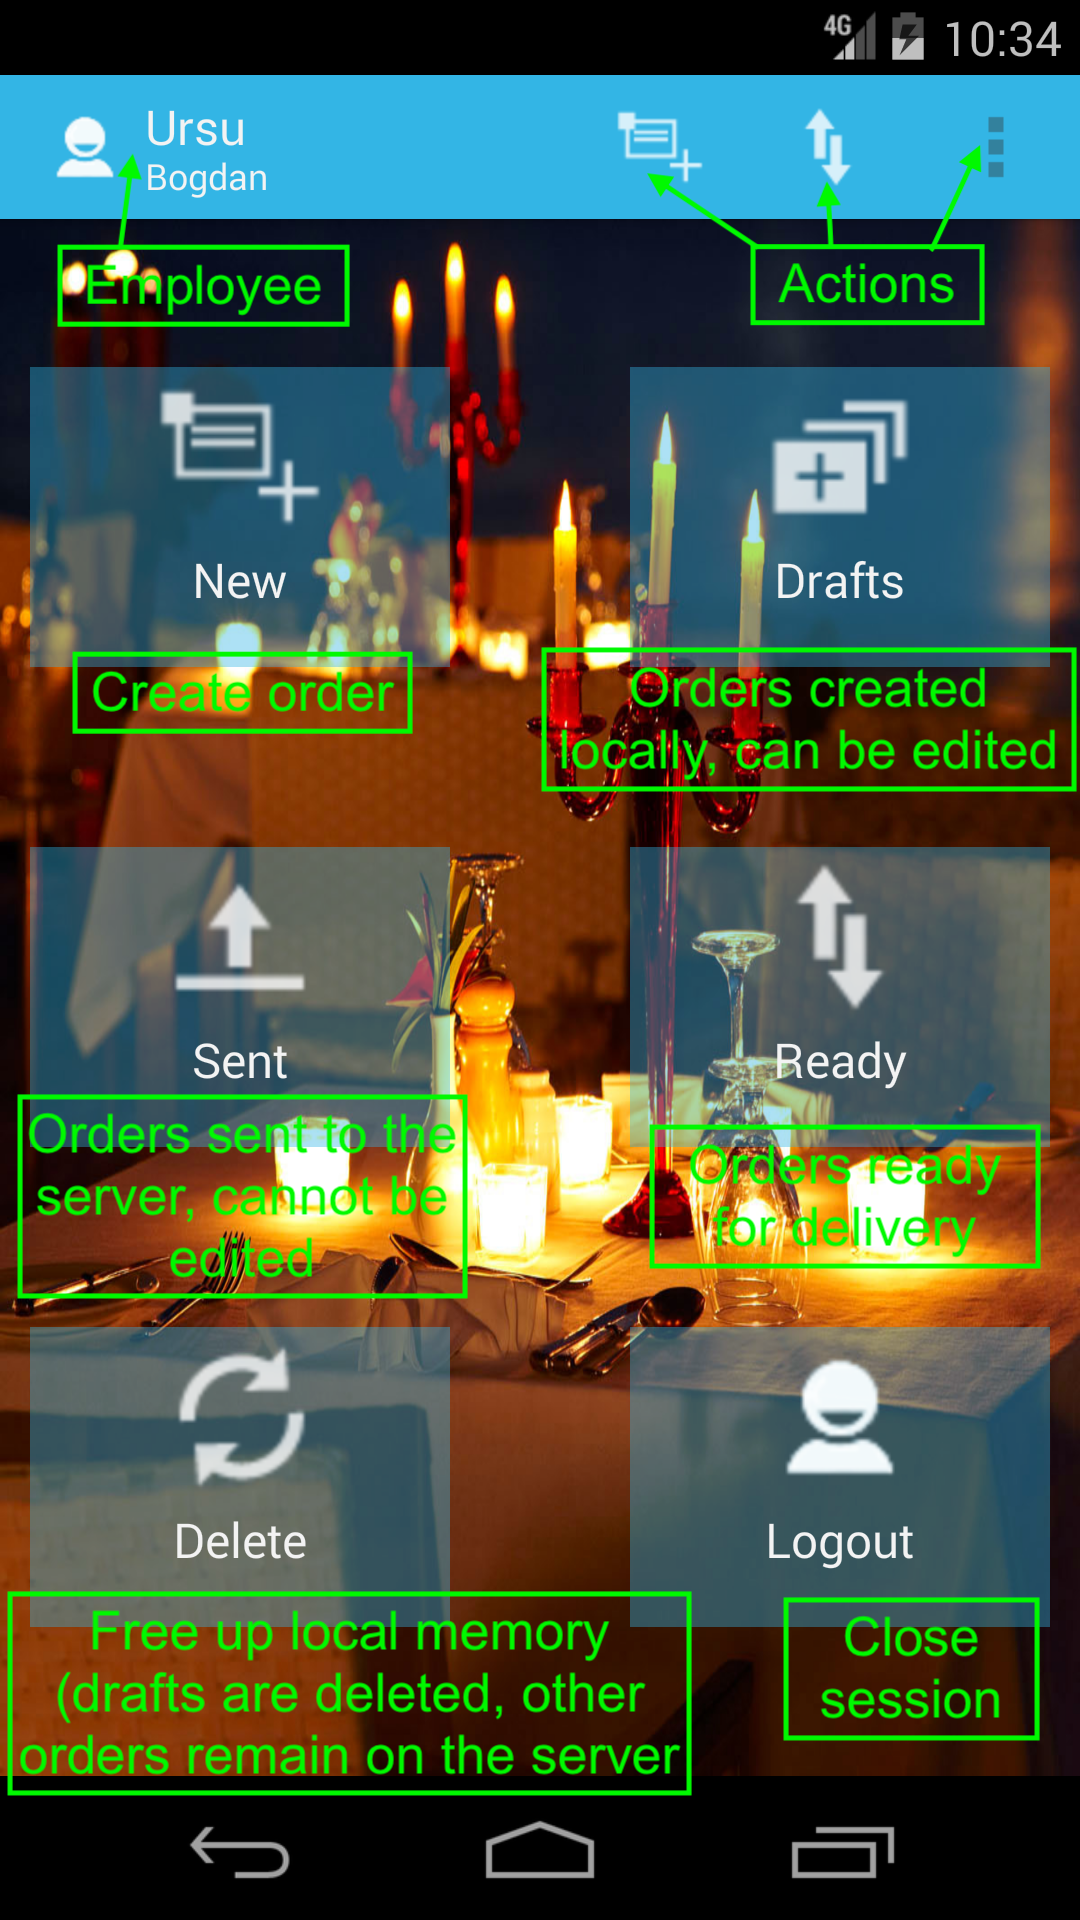 4G 10:34
Ursu
Bogdan
Employee
Actions
New
Drafts
Create order
Orders created
locally, can be edited
Sent
Ready
Orders sent to the
server, cannot be
edited
Orders ready
for delivery
Delete
Logout
Free up local memory
(drafts are deleted, other
orders remain on the server
Close
session